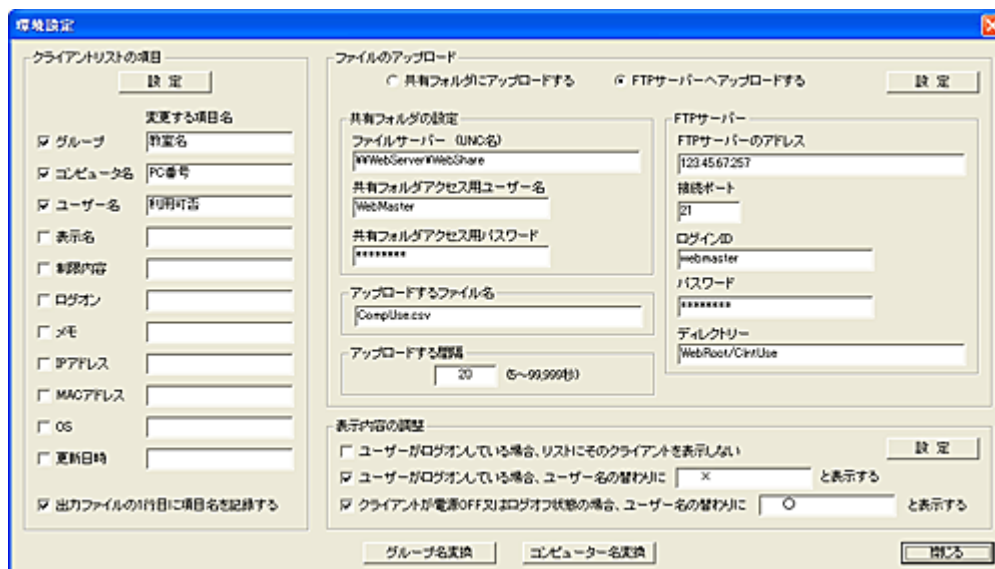 環境設定
クライアントリストの項目
設 定
変更する項目名
グループ 教室名
コンピュータ名 PC番号
ユーザー名 利用可否
表示名
制限内容
ログオン
メモ
IPアドレス
MACアドレス
OS
更新日時
出力ファイルの1行目に項目名を記録する
ファイルのアップロード
共有フォルダにアップロードする FTPサーバーへアップロードする 設 定
共有フォルダの設定
ファイルサーバー (UNC名)
¥¥WebServer¥WebShare
共有フォルダアクセス用ユーザー名
WebMaster
共有フォルダアクセス用パスワード
********
アップロードするファイル名
CompUse.csv
アップロードする間隔
20 (5～99,999秒)
FTPサーバー
FTPサーバーのアドレス
123.45.67.257
接続ポート
21
ログインID
webmaster
パスワード
********
ディレクトリー
WebRoot/ClntUse
表示内容の調整
ユーザーがログオンしている場合、リストにそのクライアントを表示しない 設 定
ユーザーがログオンしている場合、ユーザー名の替わりに × と表示する
クライアントが電源OFF又はログオフ状態の場合、ユーザー名の替わりに ○ と表示する
グループ名変換 コンピューター名変換 閉じる